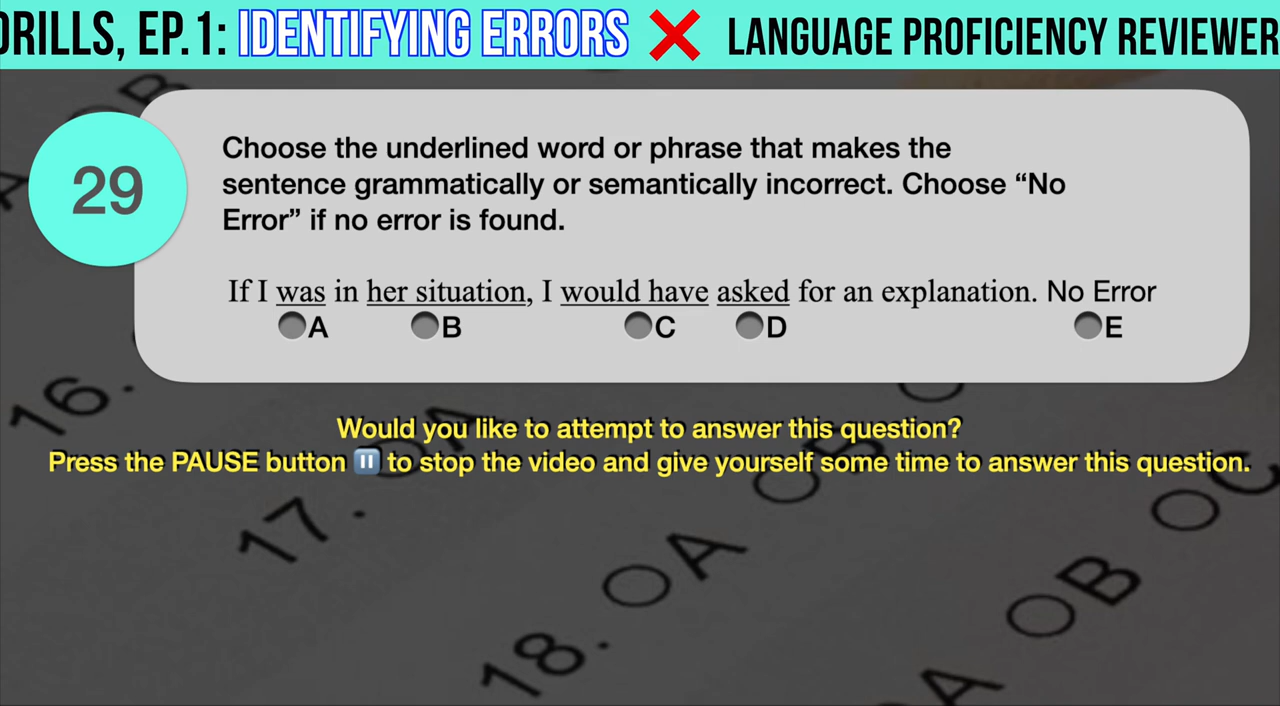 DRILLS, EP.1: IDENTIFYING ERRORS ❌ LANGUAGE PROFICIENCY REVIEWER
29
Choose the underlined word or phrase that makes the
sentence grammatically or semantically incorrect. Choose “No
Error” if no error is found.
If I was in her situation, I would have asked for an explanation. No Error
A B C D E
Would you like to attempt to answer this question?
Press the PAUSE button ⏸ to stop the video and give yourself some time to answer this question.
B
A
16.
17. A B C
18. A B C
A